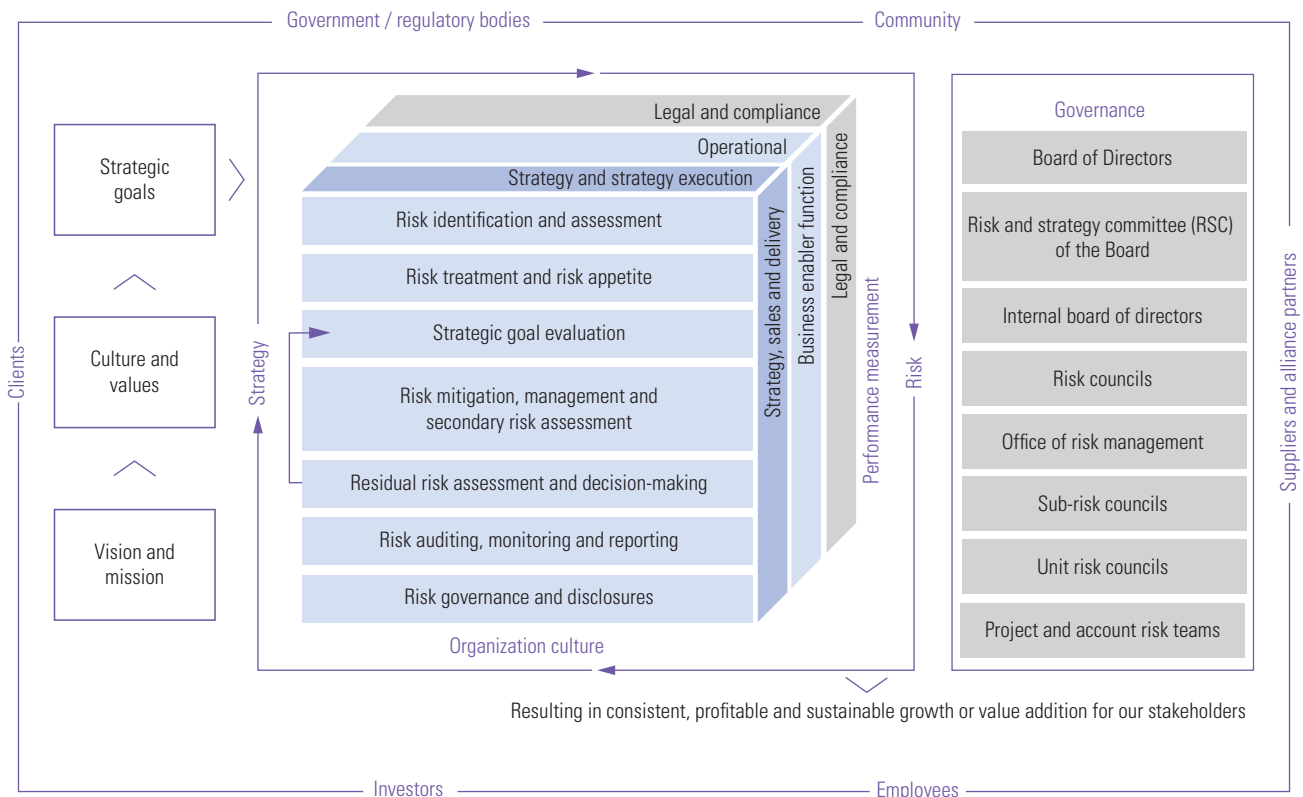 Government / regulatory bodies
Community
Clients
Strategic
goals
Culture and
values
Vision and
mission
Strategy
Legal and compliance
Operational
Strategy and strategy execution
Risk identification and assessment
Risk treatment and risk appetite
Strategic goal evaluation
Risk mitigation, management and
secondary risk assessment
Residual risk assessment and decision-making
Risk auditing, monitoring and reporting
Risk governance and disclosures
Strategy, sales and delivery
Business enabler function
Legal and compliance
Performance measurement
Risk
Organization culture
Governance
Board of Directors
Risk and strategy committee (RSC)
of the Board
Internal board of directors
Risk councils
Office of risk management
Sub-risk councils
Unit risk councils
Project and account risk teams
Suppliers and alliance partners
Resulting in consistent, profitable and sustainable growth or value addition for our stakeholders
Investors
Employees